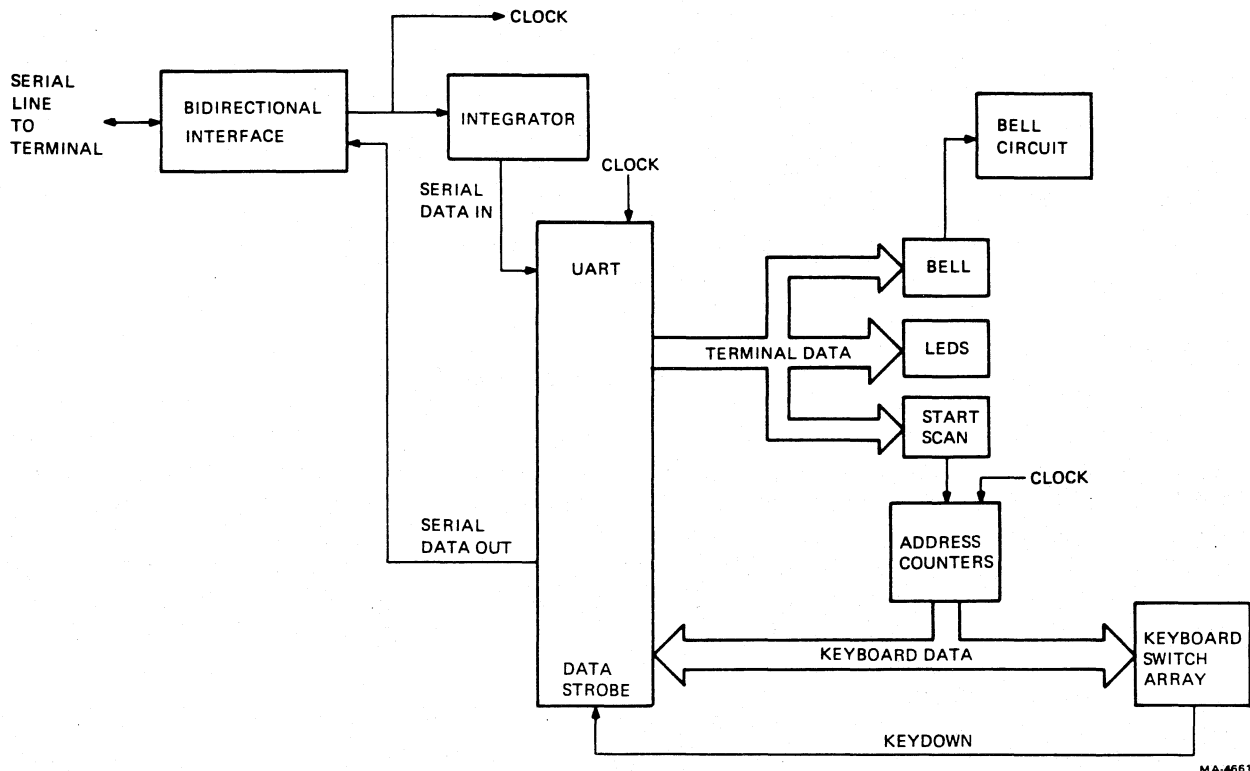 CLOCK
SERIAL
LINE
TO
TERMINAL
BIDIRECTIONAL
INTERFACE
INTEGRATOR
BELL
CIRCUIT
SERIAL
DATA IN
CLOCK
UART
BELL
TERMINAL DATA
LEDS
START
SCAN
CLOCK
SERIAL
DATA OUT
ADDRESS
COUNTERS
KEYBOARD DATA
KEYBOARD
SWITCH
ARRAY
DATA
STROBE
KEYDOWN
MA-4661